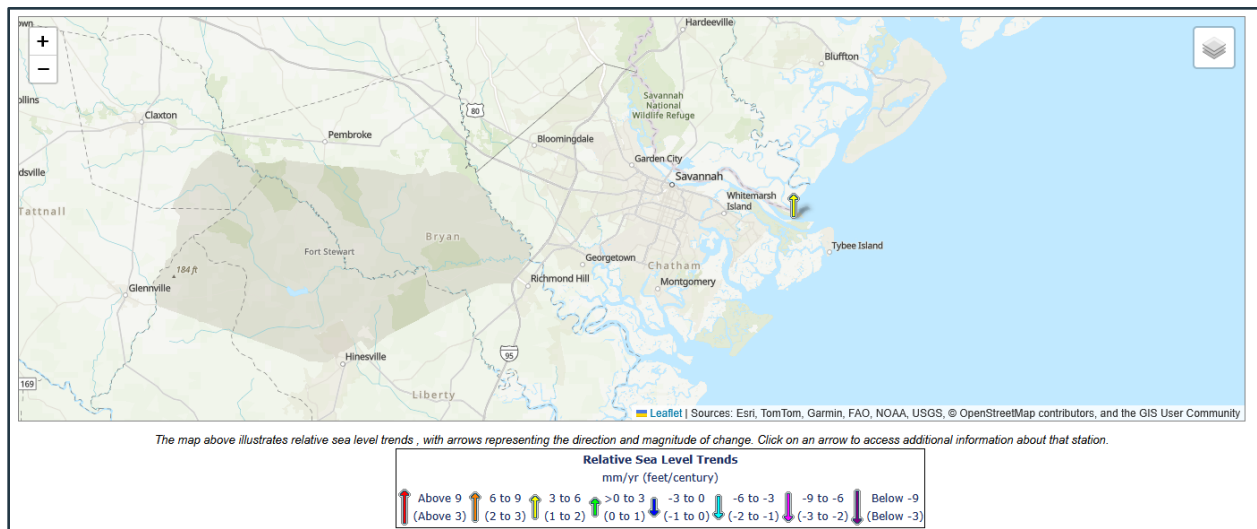 own
Hardeeville
+
−
Bluffton
ollins
Claxton
80
Savannah
National
Wildlife Refuge
Pembroke
Bloomingdale
Garden City
dsville
Savannah
Whitemarsh
Island
Tattnall
Bryan
Fort Stewart
Tybee Island
Georgetown
Chatham
184 ft
Richmond Hill
Montgomery
Glennville
95
Hinesville
169
Liberty
Leaflet | Sources: Esri, TomTom, Garmin, FAO, NOAA, USGS, © OpenStreetMap contributors, and the GIS User Community
The map above illustrates relative sea level trends , with arrows representing the direction and magnitude of change. Click on an arrow to access additional information about that station.
Relative Sea Level Trends
mm/yr (feet/century)
Above 9 6 to 9 3 to 6 >0 to 3 -3 to 0 -6 to -3 -9 to -6 Below -9
(Above 3) (2 to 3) (1 to 2) (0 to 1) (-1 to 0) (-2 to -1) (-3 to -2) (Below -3)